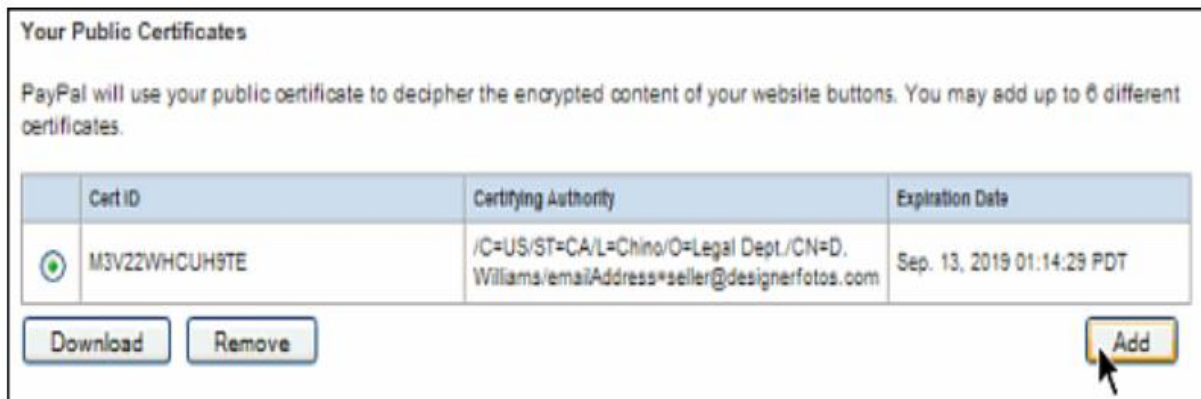 Your Public Certificates
PayPal will use your public certificate to decipher the encrypted content of your website buttons. You may add up to 6 different
certificates.
Cert ID Certifying Authority Expiration Date
M3V22WHCUH9TE /C=US/ST=CA/L=Chino/O=Legal Dept./CN=D. Sep. 13, 2019 01:14:29 PDT
Williams/emailAddress=seller@designerfotos.com
Download Remove Add